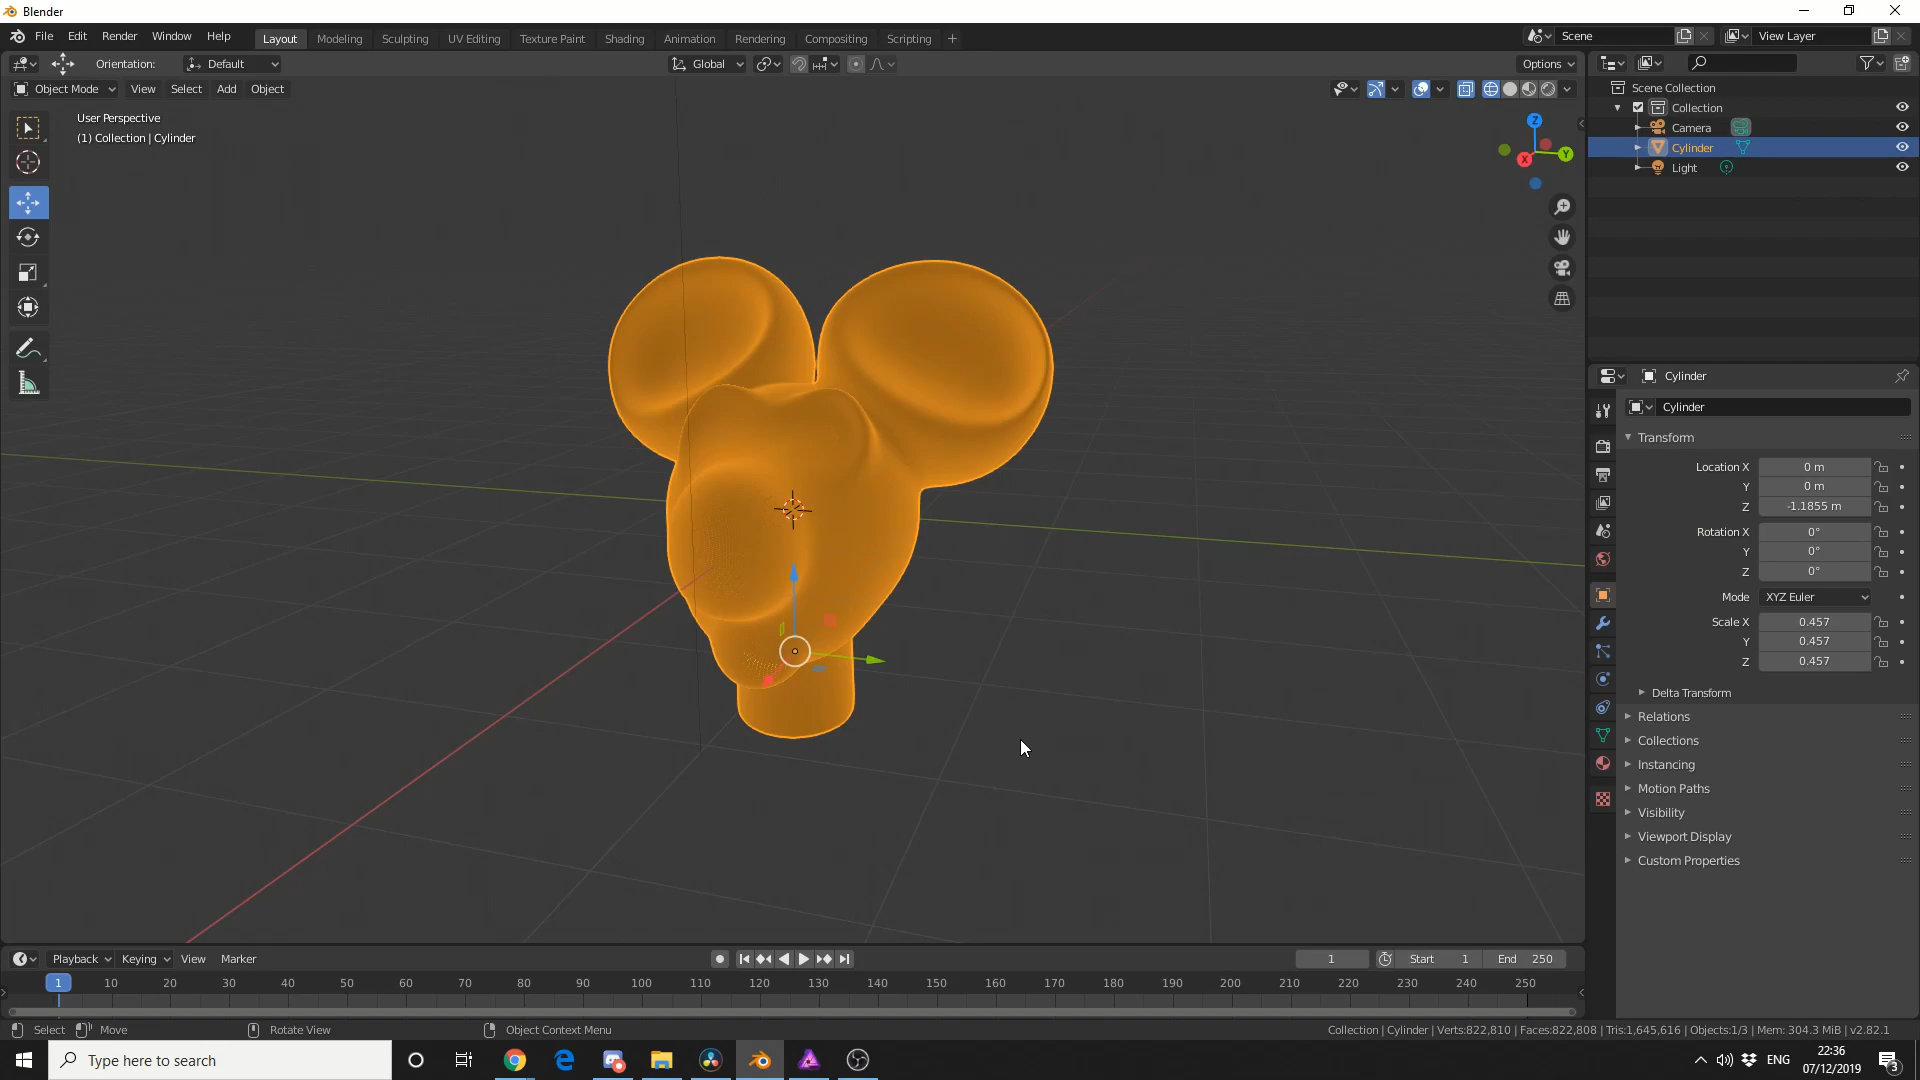 Blender
File Edit Render Window Help Layout Modeling Sculpting UV Editing Texture Paint Shading Animation Rendering Compositing Scripting + Scene View Layer
Orientation: Default Global Options
Object Mode View Select Add Object
User Perspective
(1) Collection | Cylinder
Z
Y
X
Scene Collection
Collection
Camera
Cylinder
Light
Cylinder
Cylinder
Transform
Location X 0 m
Y 0 m
Z -1.1855 m
Rotation X 0°
Y 0°
Z 0°
Mode XYZ Euler
Scale X 0.457
Y 0.457
Z 0.457
Delta Transform
Relations
Collections
Instancing
Motion Paths
Visibility
Viewport Display
Custom Properties
Playback Keying View Marker 1 Start 1 End 250
1 10 20 30 40 50 60 70 80 90 100 110 120 130 140 150 160 170 180 190 200 210 220 230 240 250
Select Move Rotate View Object Context Menu Collection | Cylinder | Verts:822,810 | Faces:822,808 | Tris:1,645,616 | Objects:1/3 | Mem: 304.3 MiB | v2.82.1
Type here to search ENG 22:36
07/12/2019 3